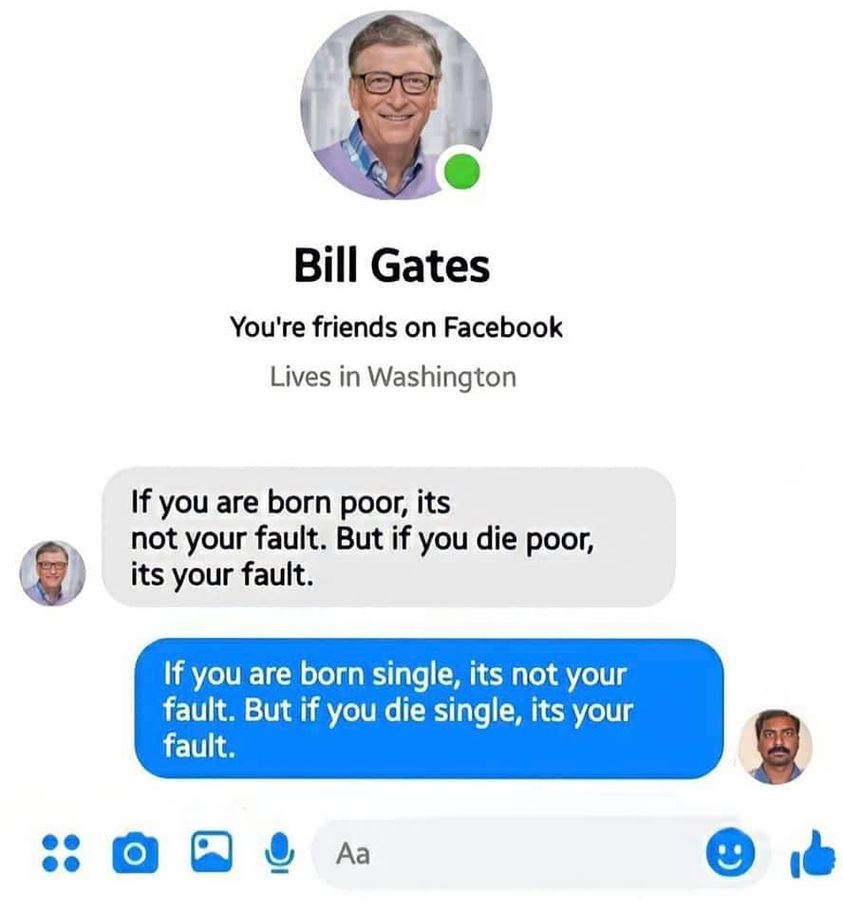 Bill Gates
You're friends on Facebook
Lives in Washington
If you are born poor, its
not your fault. But if you die poor,
its your fault.
If you are born single, its not your
fault. But if you die single, its your
fault.
Aa